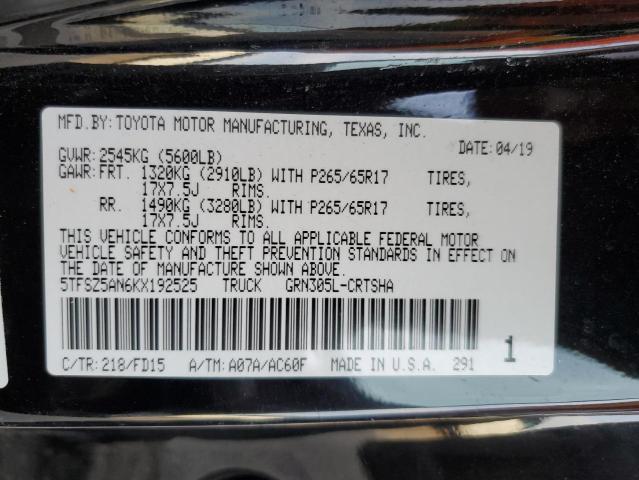 MFD.BY: TOYOTA MOTOR MANUFACTURING, TEXAS, INC.
DATE: 04/19
GVWR: 2545KG (5600LB)
GAWR: FRT. 1320KG (2910LB) WITH P265/65R17 TIRES,
17X7.5J RIMS.
RR. 1490KG (3280LB) WITH P265/65R17 TIRES,
17X7.5J RIMS.
THIS VEHICLE CONFORMS TO ALL APPLICABLE FEDERAL MOTOR
VEHICLE SAFETY AND THEFT PREVENTION STANDARDS IN EFFECT ON
THE DATE OF MANUFACTURE SHOWN ABOVE.
5TFSZ5AN6KX192525 TRUCK GRN305L-CRTSHA
C/TR: 218/FD15 A/TM: A07A/AC60F MADE IN U.S.A. 291
1